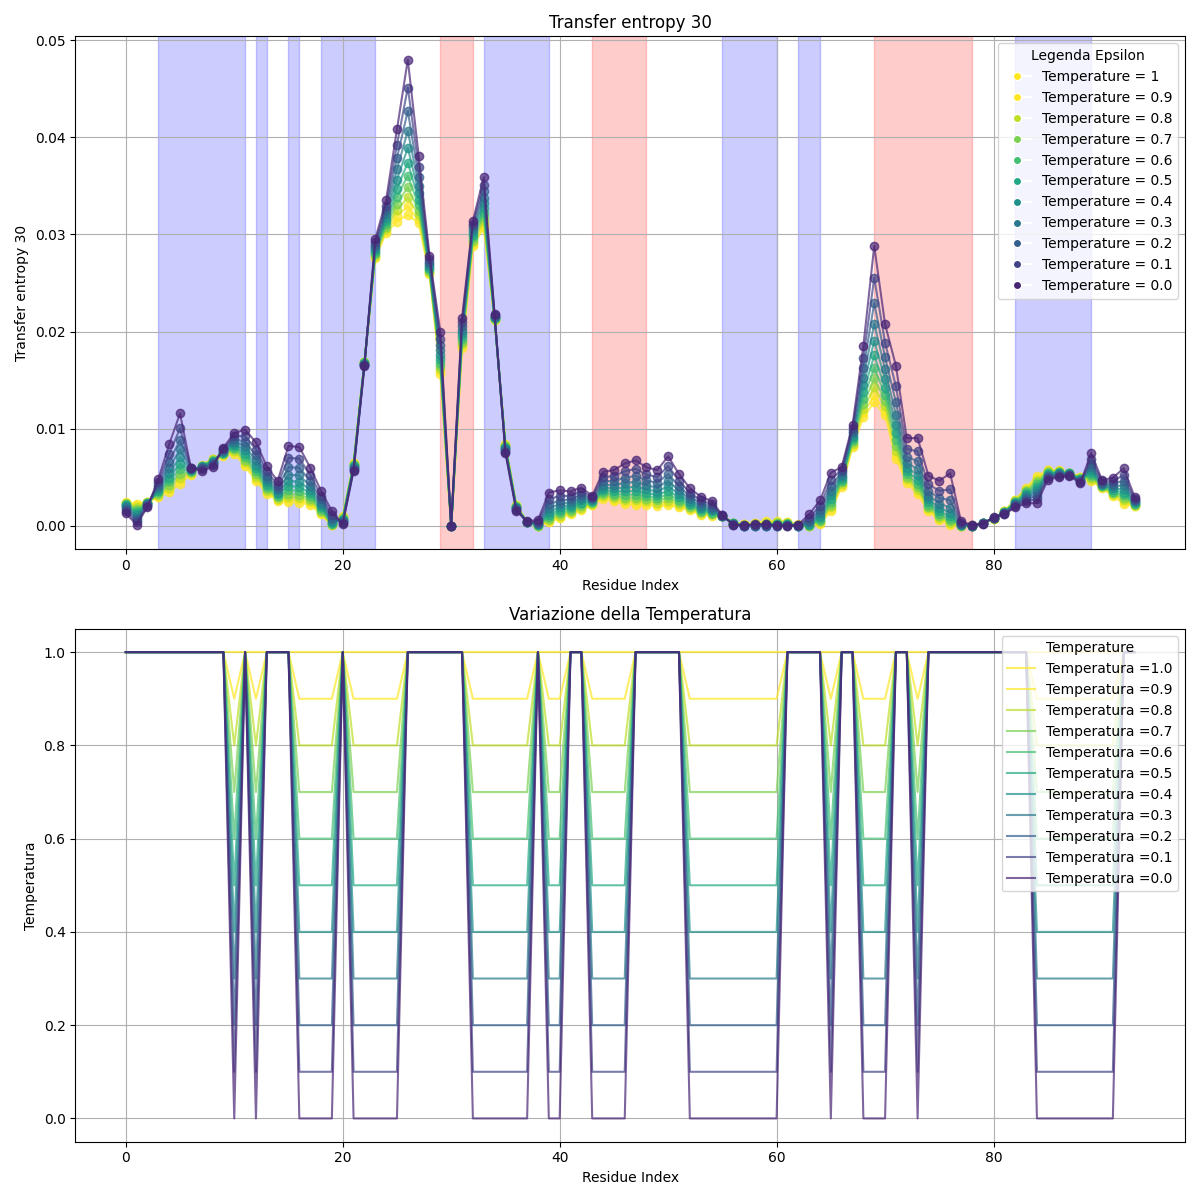 Transfer entropy 30
0.05
0.04
0.03
0.02
0.01
0.00
Transfer entropy 30
0
20
40
60
80
Residue Index
Legenda Epsilon
Temperature = 1
Temperature = 0.9
Temperature = 0.8
Temperature = 0.7
Temperature = 0.6
Temperature = 0.5
Temperature = 0.4
Temperature = 0.3
Temperature = 0.2
Temperature = 0.1
Temperature = 0.0
Variazione della Temperatura
1.0
0.8
0.6
0.4
0.2
0.0
Temperatura
0
20
40
60
80
Residue Index
Temperature
Temperatura =1.0
Temperatura =0.9
Temperatura =0.8
Temperatura =0.7
Temperatura =0.6
Temperatura =0.5
Temperatura =0.4
Temperatura =0.3
Temperatura =0.2
Temperatura =0.1
Temperatura =0.0